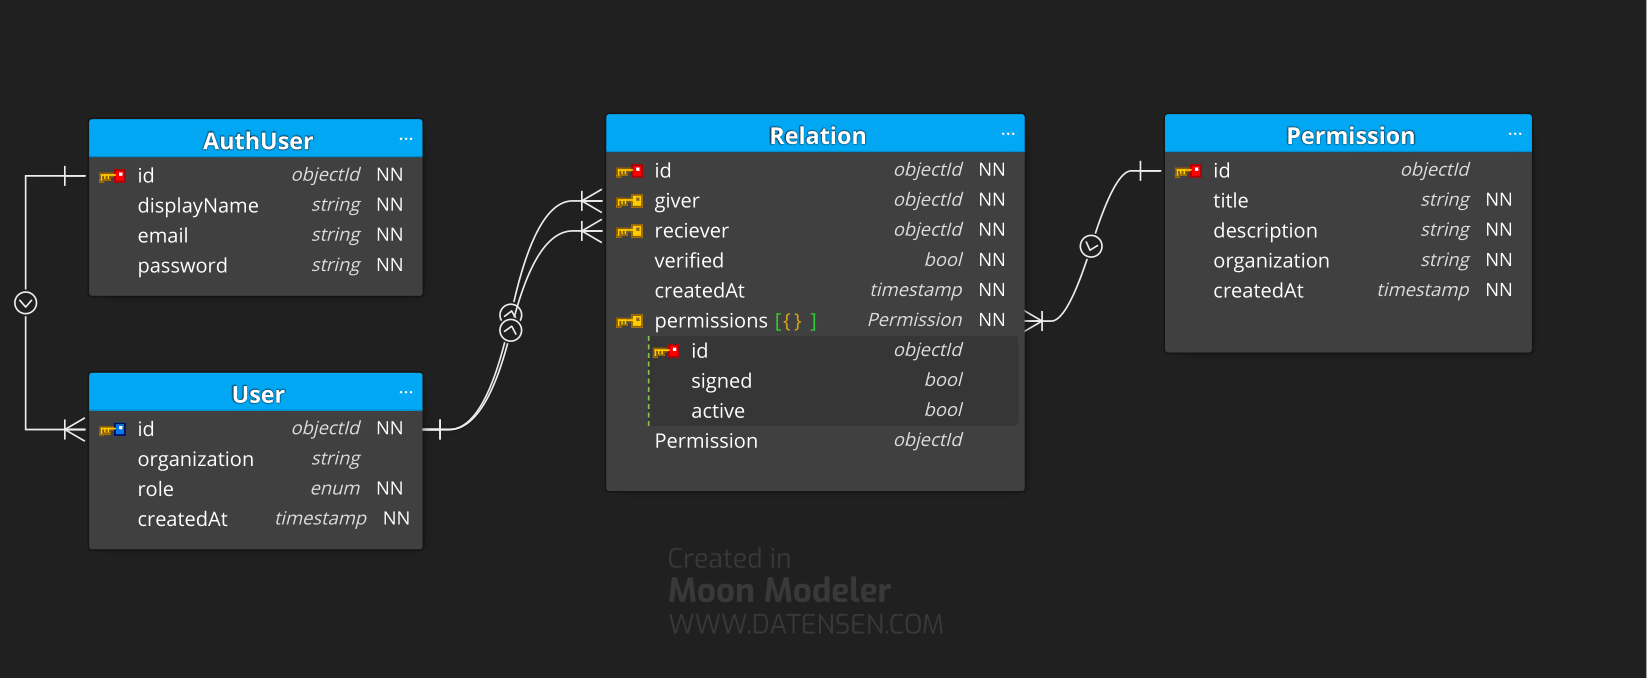 AuthUser ...
id objectId NN
displayName string NN
email string NN
password string NN
User ...
id objectId NN
organization string
role enum NN
createdAt timestamp NN
Relation ...
id objectId NN
giver objectId NN
reciever objectId NN
verified bool NN
createdAt timestamp NN
permissions [{} ] Permission NN
id objectId
signed bool
active bool
Permission objectId
Permission ...
id objectId
title string NN
description string NN
organization string NN
createdAt timestamp NN
Created in
Moon Modeler
WWW.DATENSEN.COM